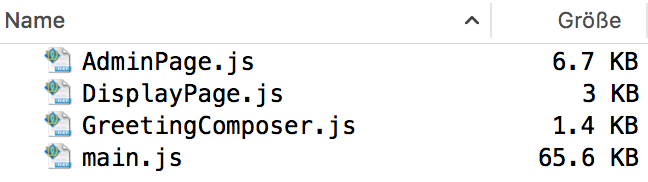 Name Größe
AdminPage.js 6.7 KB
DisplayPage.js 3 KB
GreetingComposer.js 1.4 KB
main.js 65.6 KB